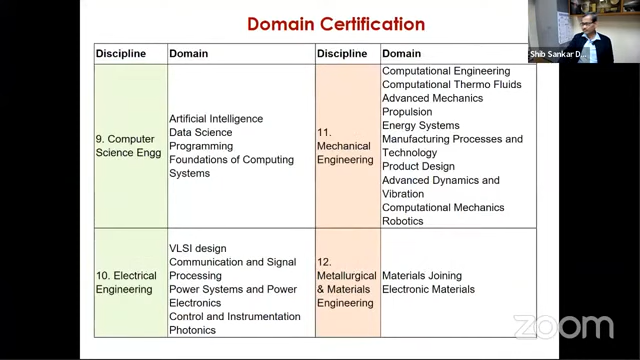 Domain Certification
Shib Sankar D...
Discipline
Domain
Discipline
Domain
9. Computer
Science Engg
Artificial Intelligence
Data Science
Programming
Foundations of Computing
Systems
11.
Mechanical
Engineering
Computational Engineering
Computational Thermo Fluids
Advanced Mechanics
Propulsion
Energy Systems
Manufacturing Processes and
Technology
Product Design
Advanced Dynamics and
Vibration
Computational Mechanics
Robotics
10. Electrical
Engineering
VLSI design
Communication and Signal
Processing
Power Systems and Power
Electronics
Control and Instrumentation
Photonics
12.
Metallurgical
& Materials
Engineering
Materials Joining
Electronic Materials
zoom